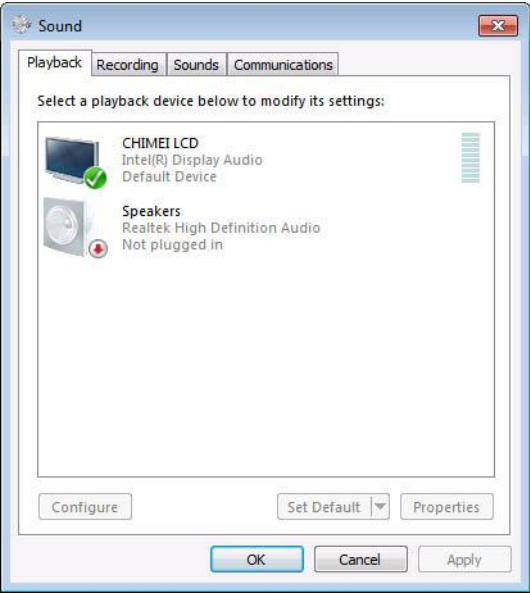 Sound
Playback Recording Sounds Communications
Select a playback device below to modify its settings:
CHIMEI LCD
Intel(R) Display Audio
Default Device
Speakers
Realtek High Definition Audio
Not plugged in
Configure Set Default Properties
OK Cancel Apply